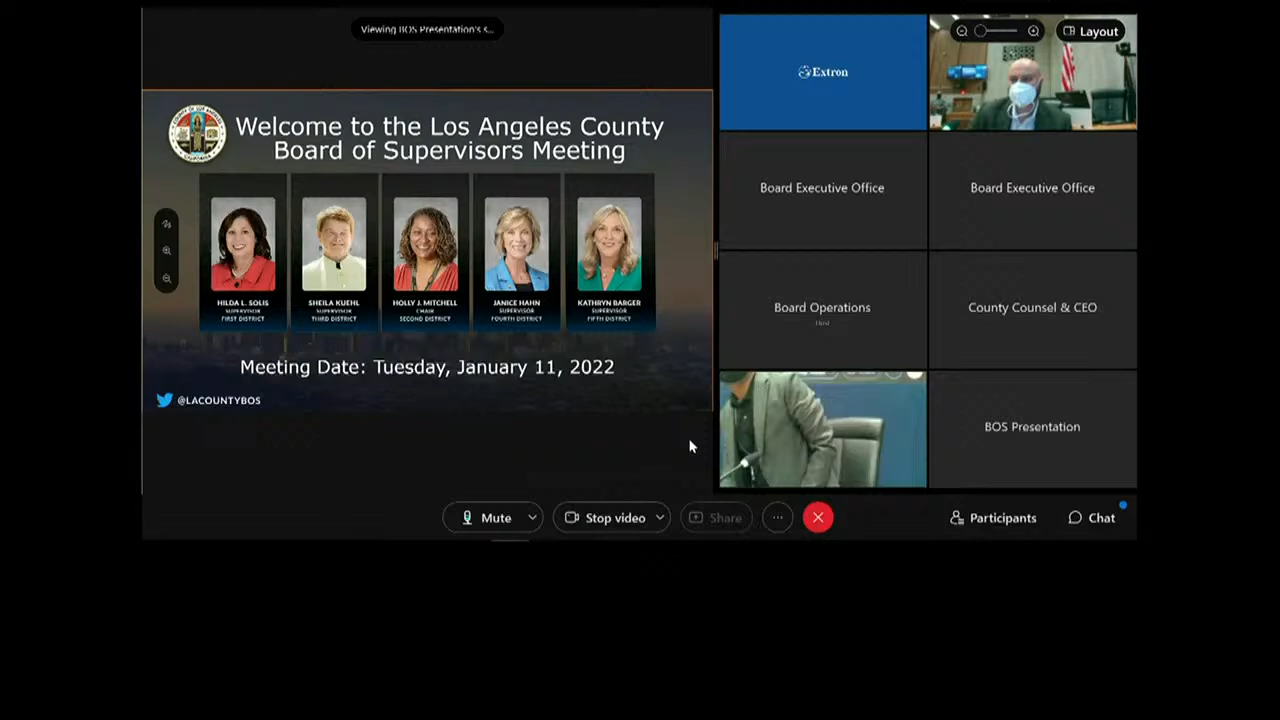 Viewing BOS Presentation's s...
Welcome to the Los Angeles County
Board of Supervisors Meeting
HILDA L. SOLIS
SUPERVISOR
FIRST DISTRICT
SHEILA KUEHL
SUPERVISOR
THIRD DISTRICT
HOLLY J. MITCHELL
CHAIR
SECOND DISTRICT
JANICE HAHN
SUPERVISOR
FOURTH DISTRICT
KATHRYN BARGER
SUPERVISOR
FIFTH DISTRICT
Meeting Date: Tuesday, January 11, 2022
@LACOUNTYBOS
Extron
Layout
Board Executive Office
Board Executive Office
Board Operations
Host
County Counsel & CEO
BOS Presentation
Mute
Stop video
Share
Participants
Chat